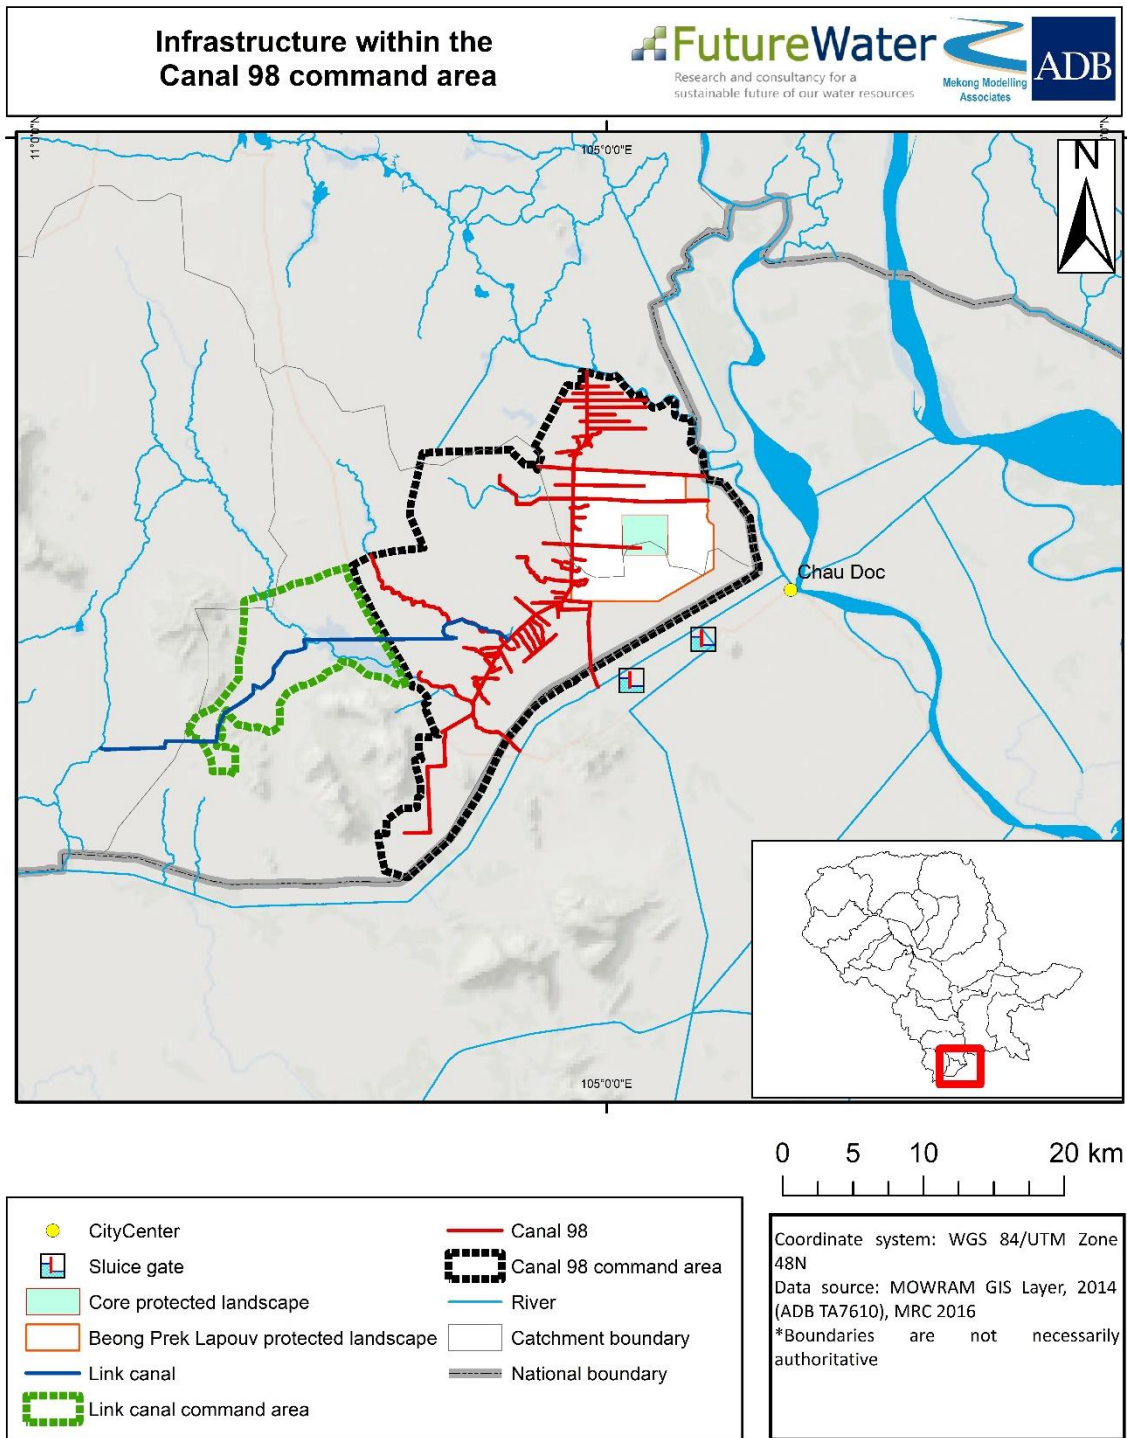 Infrastructure within the
Canal 98 command area
FutureWater
Research and consultancy for a
sustainable future of our water resources
Mekong Modelling
Associates
ADB
11°0'0"N
105°0'0"E
N
Chau Doc
105°0'0"E
0 5 10 20 km
CityCenter
Sluice gate
Core protected landscape
Beong Prek Lapouv protected landscape
Link canal
Link canal command area
Canal 98
Canal 98 command area
River
Catchment boundary
National boundary
Coordinate system: WGS 84/UTM Zone
48N
Data source: MOWRAM GIS Layer, 2014
(ADB TA7610), MRC 2016
*Boundaries are not necessarily
authoritative